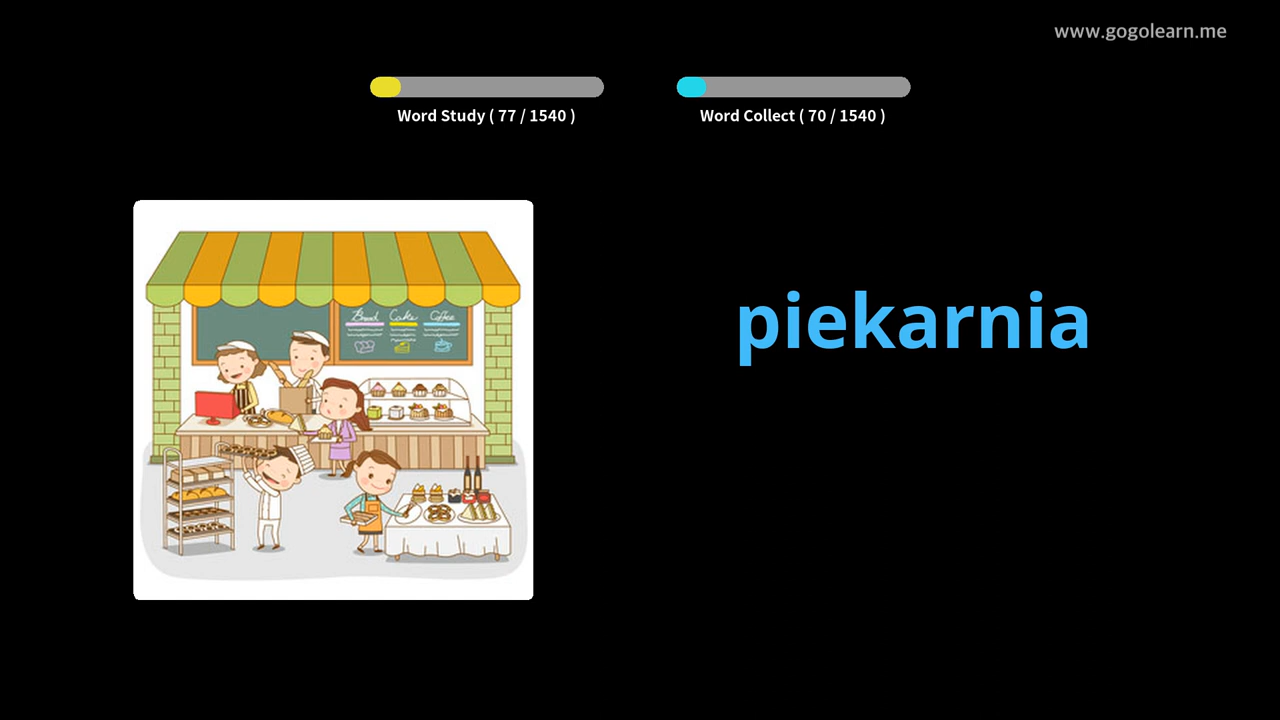 www.gogolearn.me
Word Study ( 77 / 1540 )
Word Collect ( 70 / 1540 )
Bread Cake Coffee
piekarnia